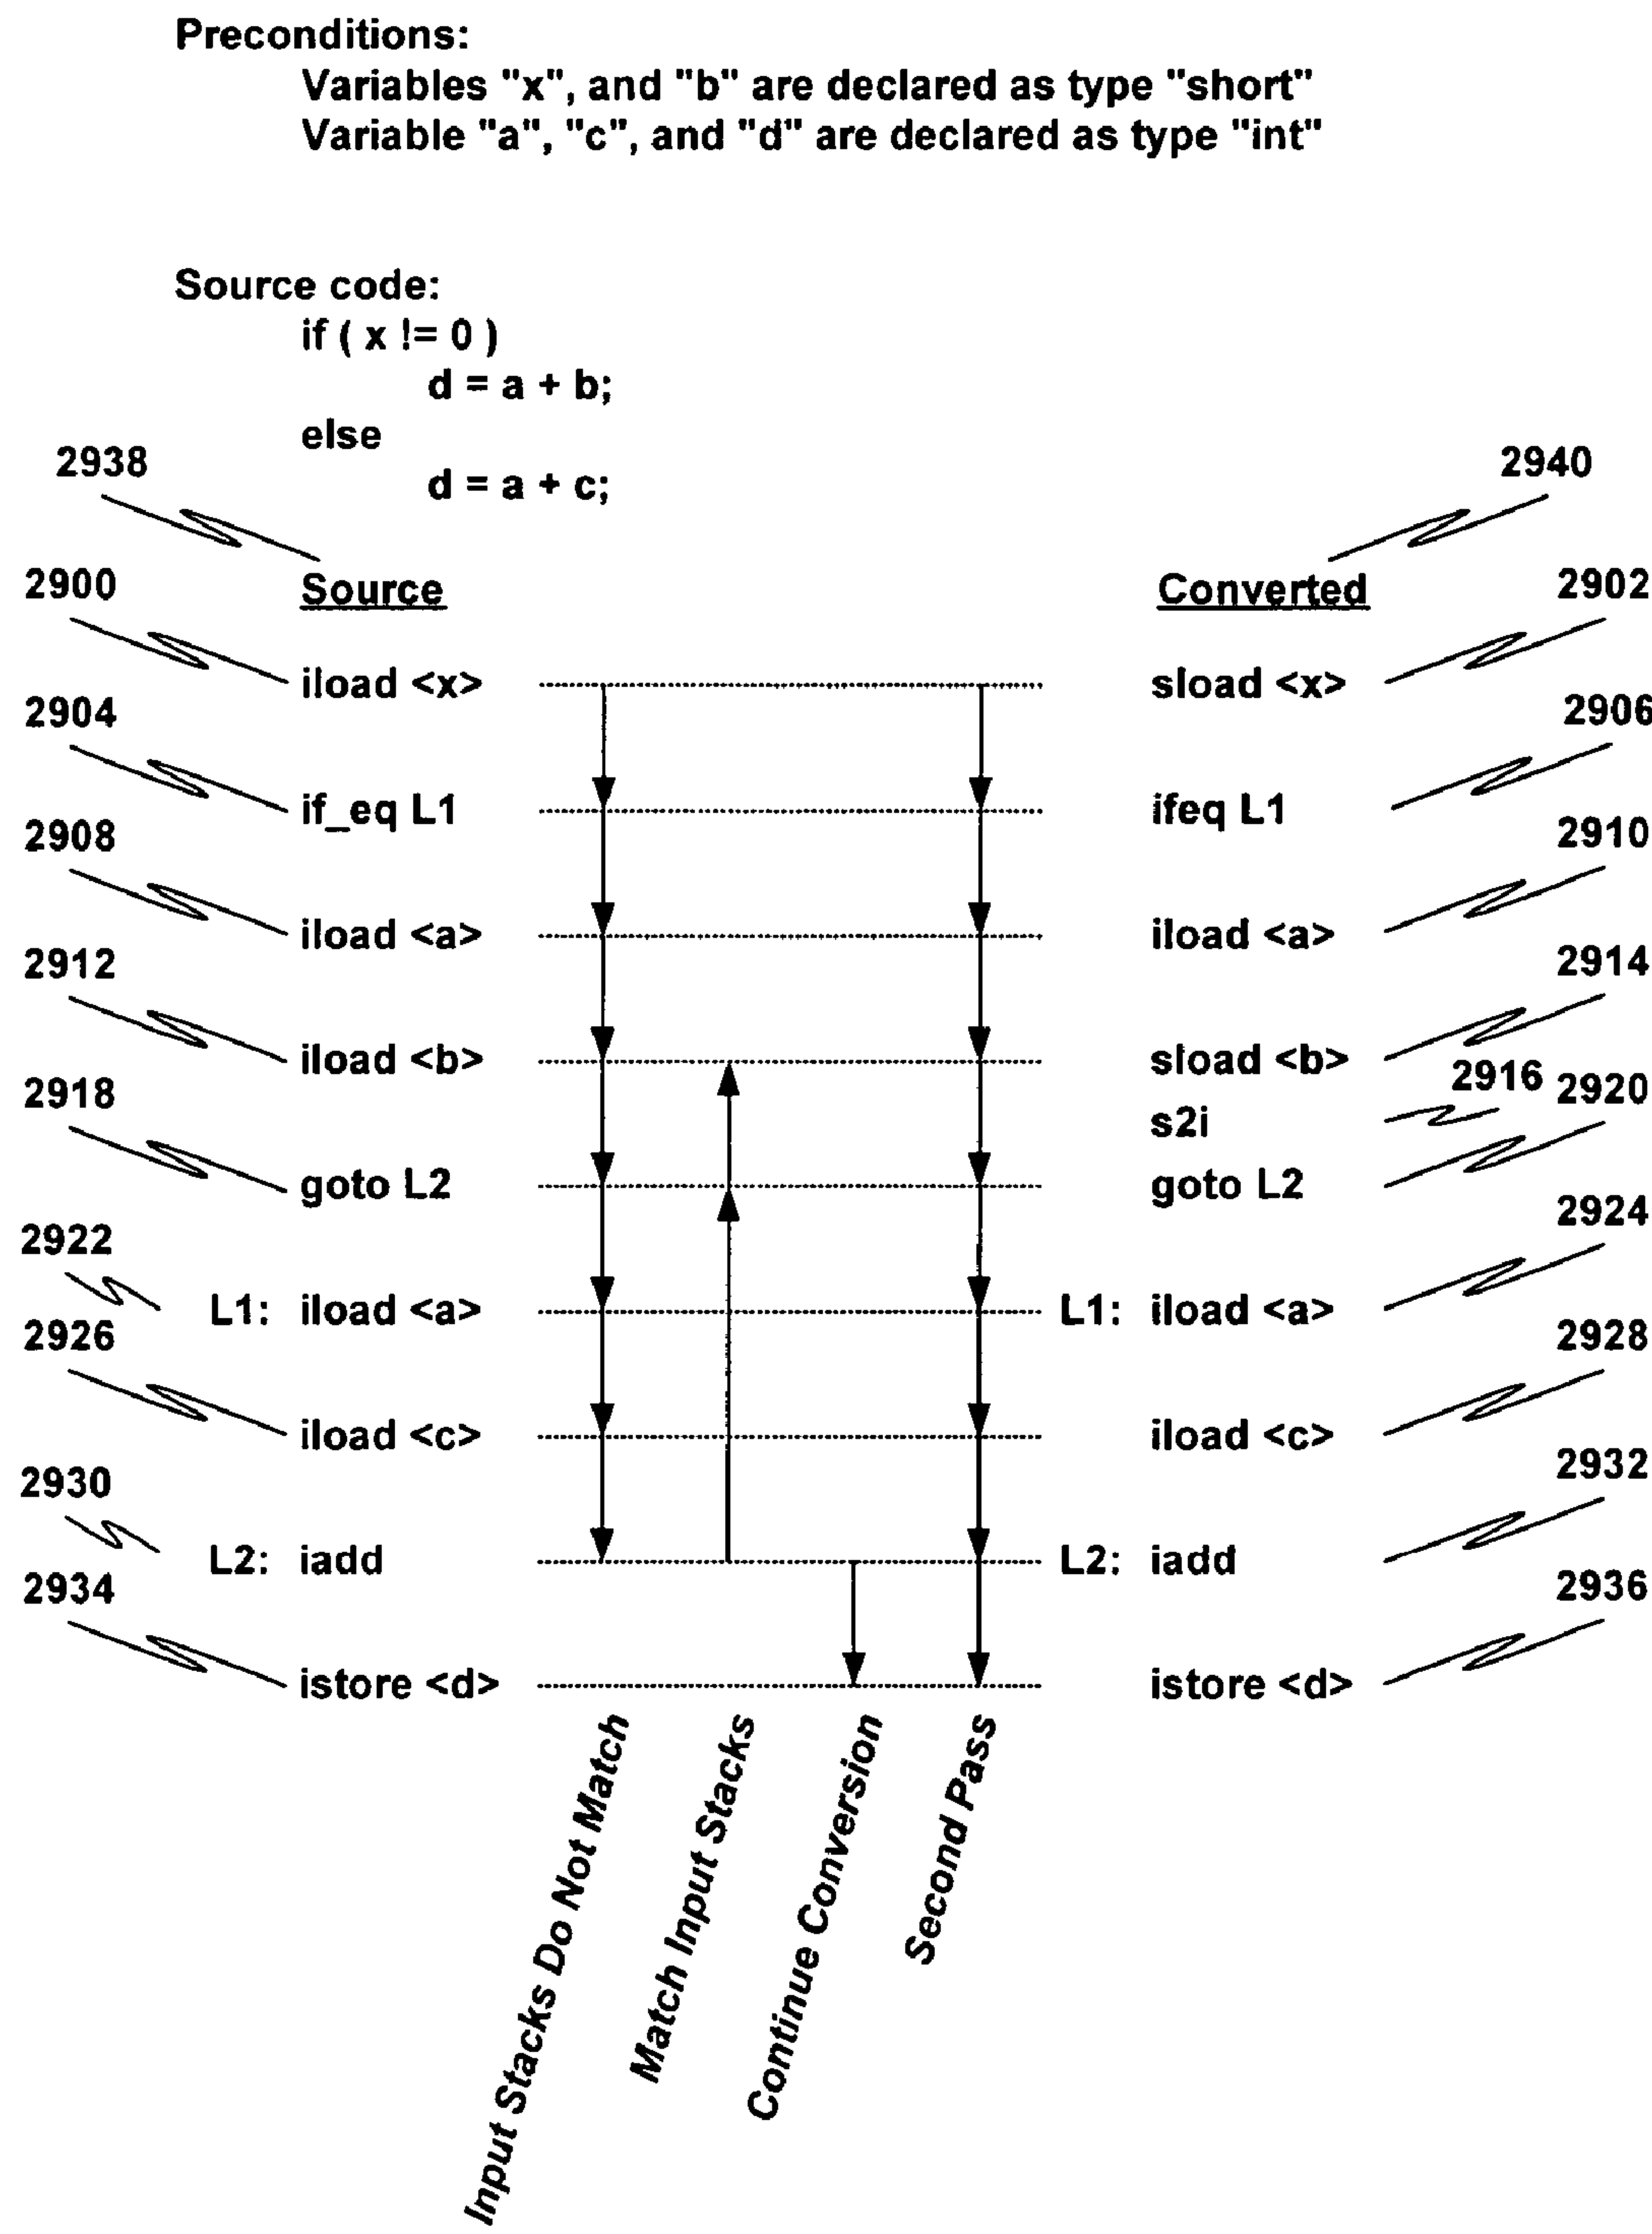 Preconditions:
Variables "x", and "b" are declared as type "short"
Variable "a", "c", and "d" are declared as type "int"
Source code:
if ( x != 0 )
d = a + b;
else
d = a + c;
2938
2940
2900
Source
Converted
2902
iload <x>
sload <x>
2904
2906
if_eq L1
ifeq L1
2908
2910
iload <a>
iload <a>
2912
2914
iload <b>
sload <b>
2916
2918
2920
s2i
goto L2
goto L2
2922
2924
L1: iload <a>
L1: iload <a>
2926
2928
iload <c>
iload <c>
2930
2932
L2: iadd
L2: iadd
2934
2936
istore <d>
istore <d>
Input Stacks Do Not Match
Match Input Stacks
Continue Conversion
Second Pass